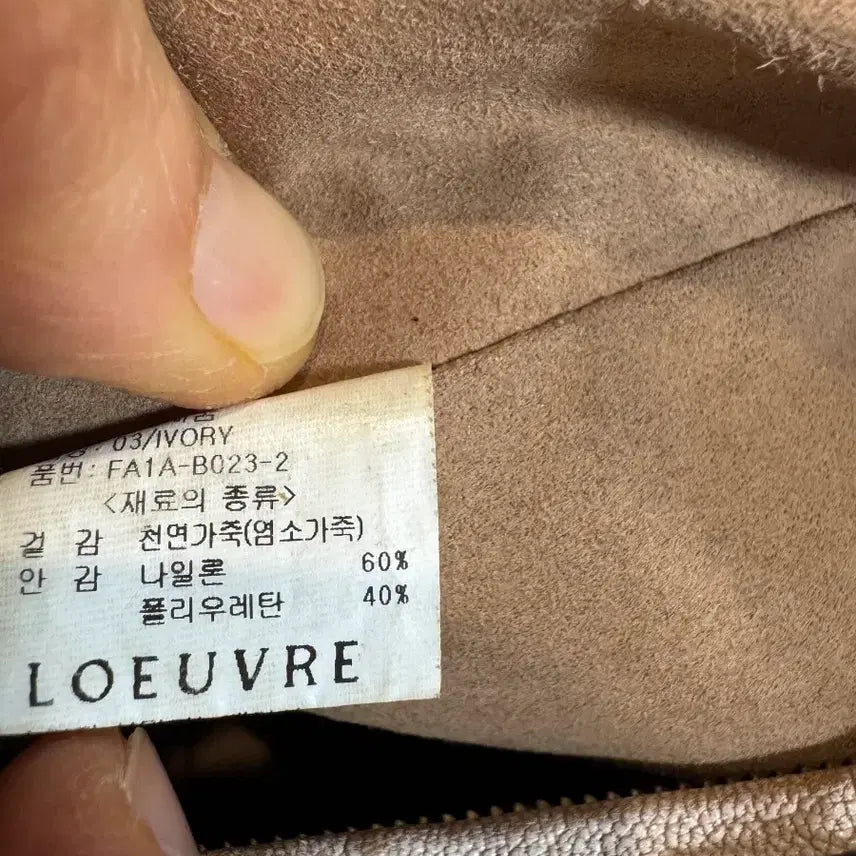 03/IVORY
품번: FA1A-B023-2
<재료의 종류>
겉 감 천연가죽(염소가죽)
안 감 나일론 60%
폴리우레탄 40%
LOEUVRE